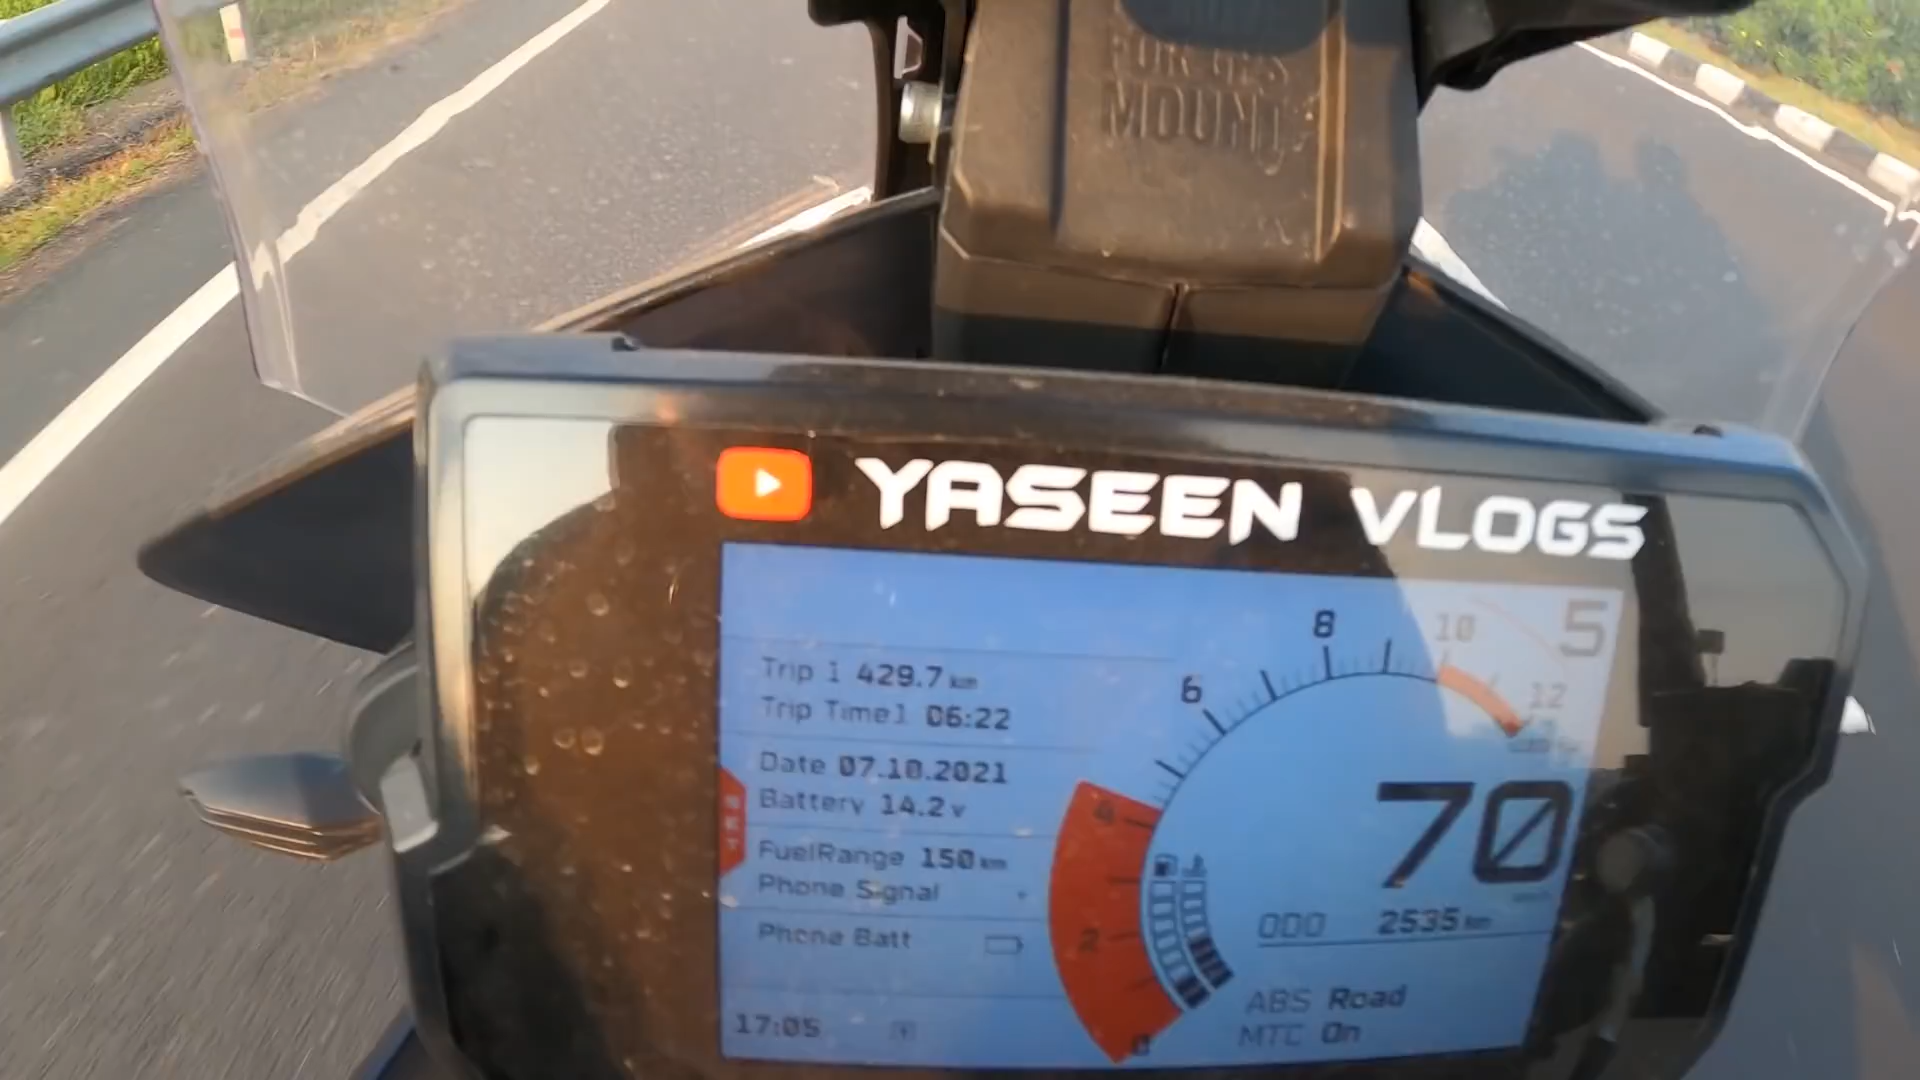 FOR GPS
MOUNT
YASEEN VLOGS
5
Trip 1 429.7 km
Trip Time1 06:22
Date 07.10.2021
Battery 14.2 v
FuelRange 150 km
Phone Signal
Phone Batt
17:05
SET
0
2
4
6
8
10
12
70
ODO 2535 km
ABS Road
MTC On